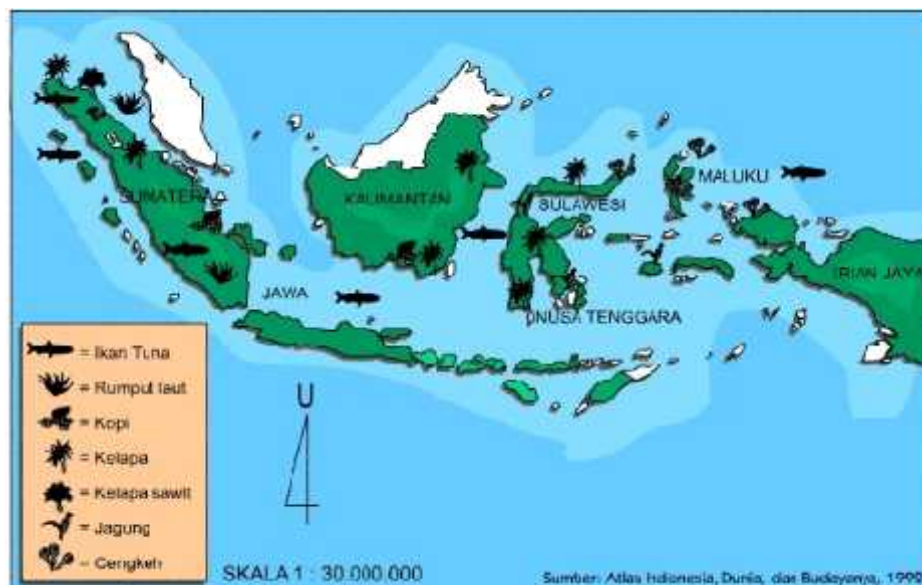 SUMATERA
KALIMANTAN
SULAWESI
MALUKU
IRIAN JAYA
JAWA
NUSA TENGGARA
= Ikan Tuna
= Rumput laut
= Kopi
= Kelapa
= Kelapa sawit
= Jagung
= Cengkeh
U
SKALA 1 : 30.000.000
Sumber: Atlas Indonesia, Dunia, dan Budayanya,